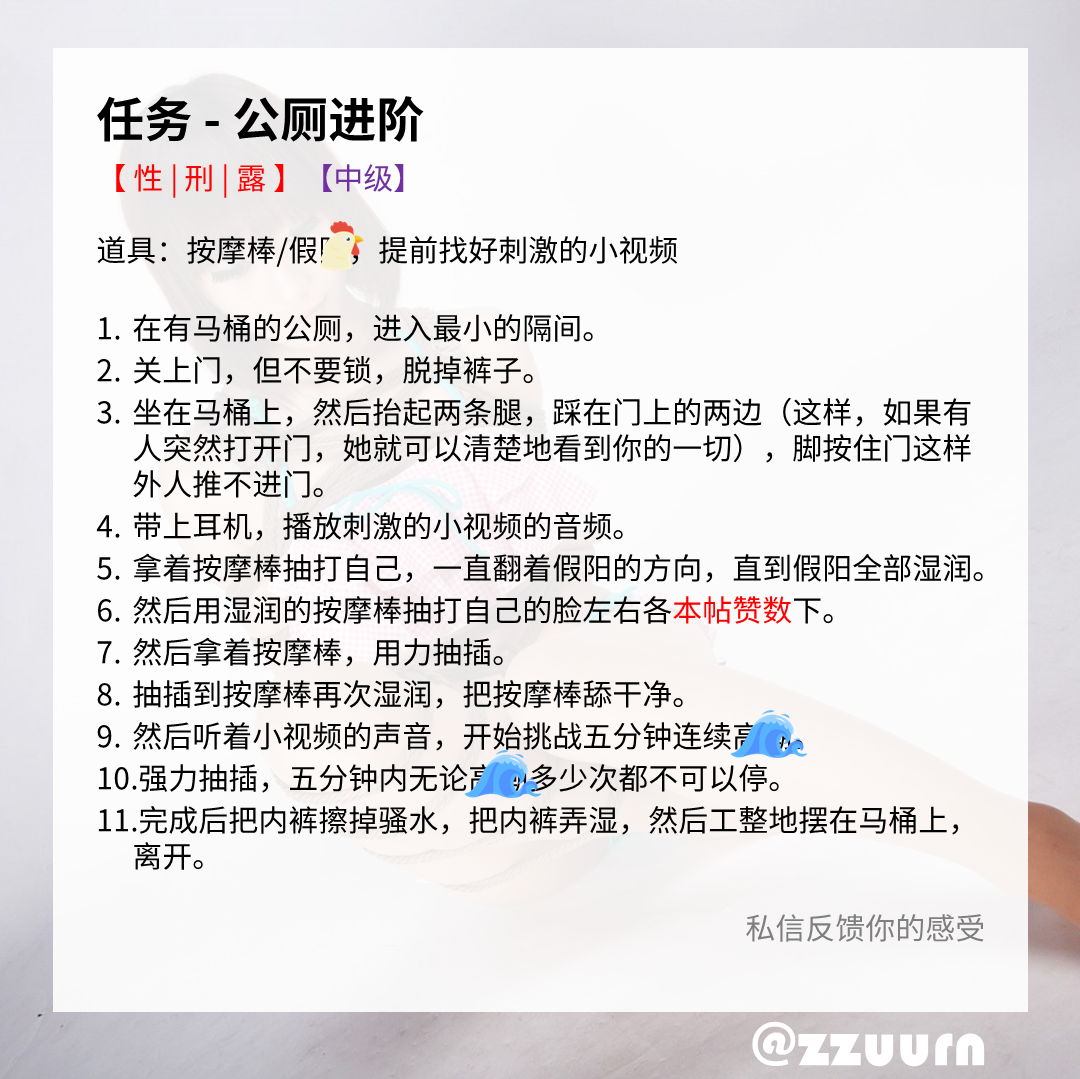 任务 - 公厕进阶
【 性 | 刑 | 露 】 【中级】
道具：按摩棒/假，提前找好刺激的小视频
1. 在有马桶的公厕，进入最小的隔间。
2. 关上门，但不要锁，脱掉裤子。
3. 坐在马桶上，然后抬起两条腿，踩在门上的两边（这样，如果有
人突然打开门，她就可以清楚地看到你的一切），脚按住门这样
外人推不进门。
4. 带上耳机，播放刺激的小视频的音频。
5. 拿着按摩棒抽打自己，一直翻着假阳的方向，直到假阳全部湿润。
6. 然后用湿润的按摩棒抽打自己的脸左右各本帖赞数下。
7. 然后拿着按摩棒，用力抽插。
8. 抽插到按摩棒再次湿润，把按摩棒舔干净。
9. 然后听着小视频的声音，开始挑战五分钟连续高
10.强力抽插，五分钟内无论高多少次都不可以停。
11.完成后把内裤擦掉骚水，把内裤弄湿，然后工整地摆在马桶上，
离开。
私信反馈你的感受
@zzuurn